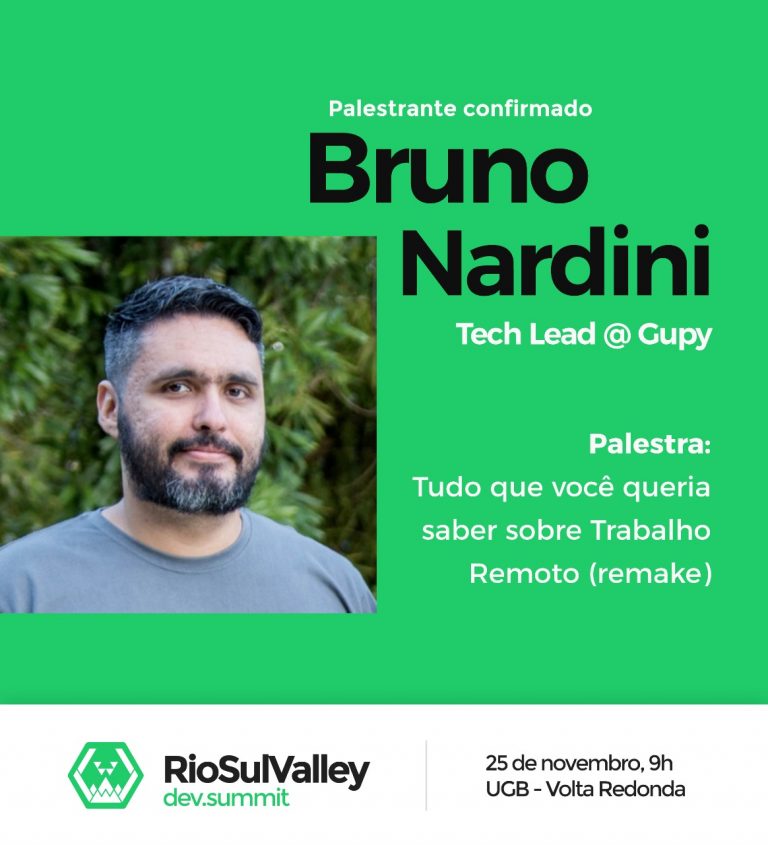 Palestrante confirmado
Bruno
Nardini
Tech Lead @ Gupy
Palestra:
Tudo que você queria
saber sobre Trabalho
Remoto (remake)
RioSulValley
dev.summit
25 de novembro, 9h
UGB - Volta Redonda